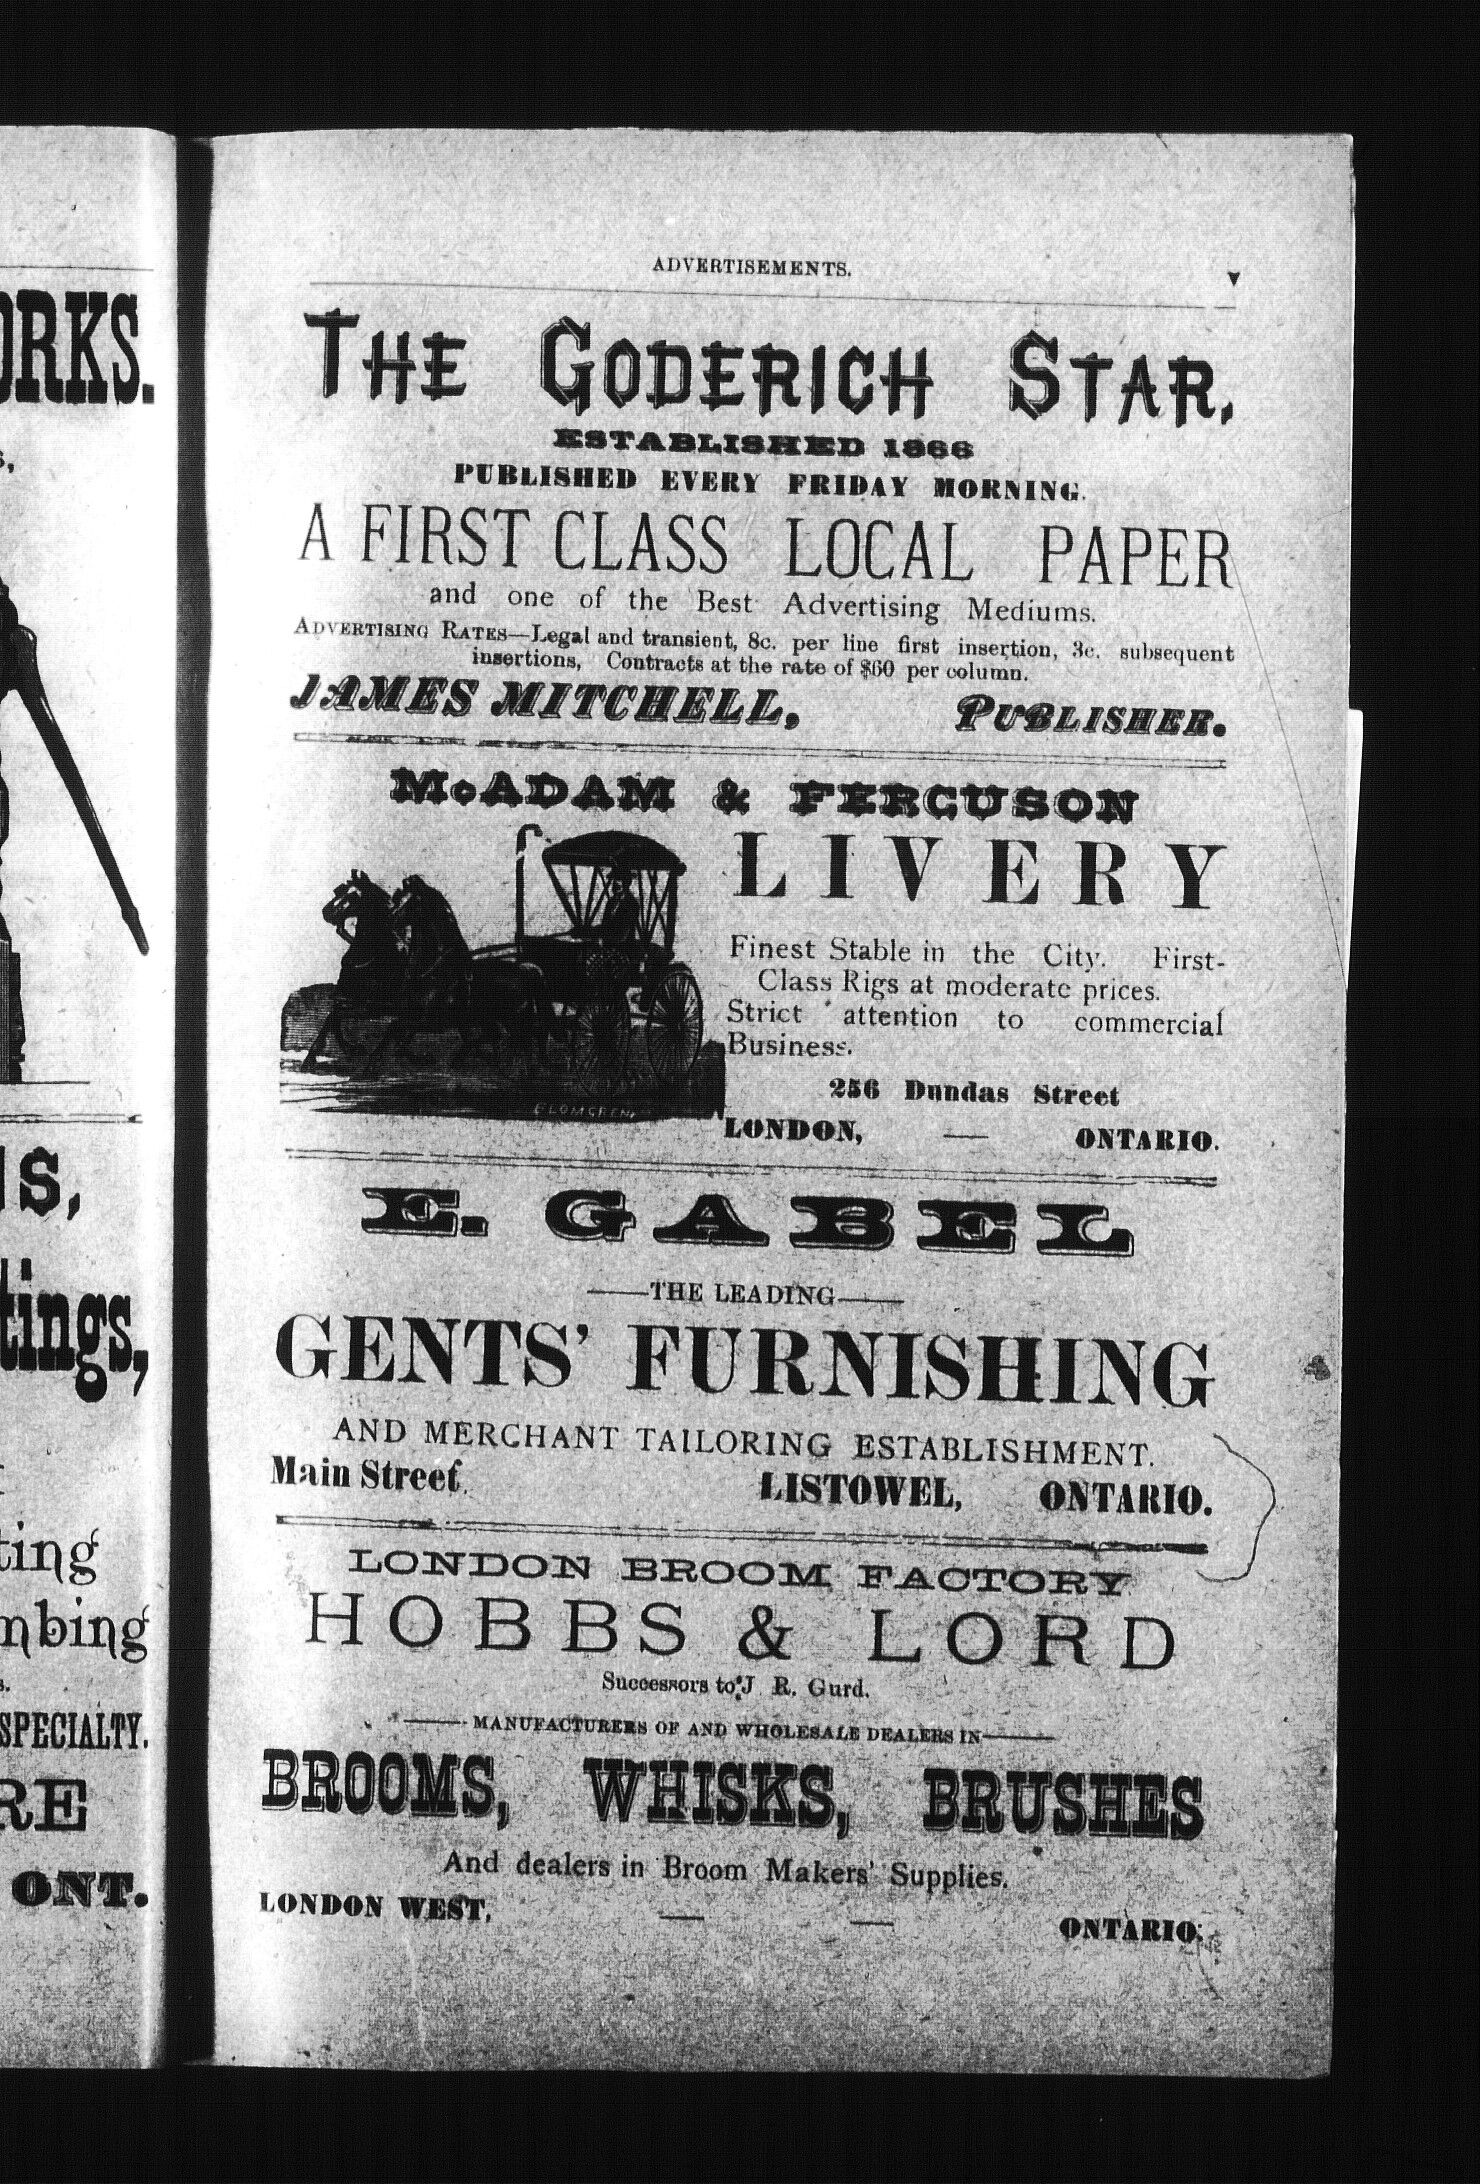 ORKS.
S,
tings,
ting
mbing
SPECIALTY.
RE
ONT.
ADVERTISEMENTS. v
THE GODERICH STAR,
ESTABLISHED 1866
PUBLISHED EVERY FRIDAY MORNING.
A FIRST CLASS LOCAL PAPER
and one of the Best Advertising Mediums.
ADVERTISING RATES—Legal and transient, 8c. per line first insertion, 3c. subsequent
insertions, Contracts at the rate of $60 per column.
JAMES MITCHELL, PUBLISHER.
McADAM & FERGUSON
LIVERY
Finest Stable in the City. First-
Class Rigs at moderate prices.
Strict attention to commercial
Business.
256 Dundas Street
LONDON, — ONTARIO.
BLOMGREN
E. GABEL
—THE LEADING—
GENTS' FURNISHING
AND MERCHANT TAILORING ESTABLISHMENT.
Main Street. LISTOWEL, ONTARIO.
LONDON BROOM FACTORY
HOBBS & LORD
Successors to J. R. Gurd.
—MANUFACTURERS OF AND WHOLESALE DEALERS IN—
BROOMS, WHISKS, BRUSHES
And dealers in Broom Makers' Supplies.
LONDON WEST, — — ONTARIO.